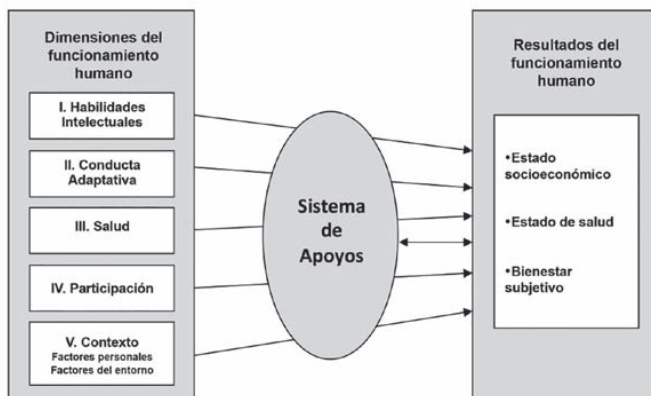 Dimensiones del
funcionamiento
humano
I. Habilidades
Intelectuales
II. Conducta
Adaptativa
III. Salud
IV. Participación
V. Contexto
Factores personales
Factores del entorno
Sistema
de
Apoyos
Resultados del
funcionamiento
humano
•Estado
socioeconómico
•Estado de salud
•Bienestar
subjetivo